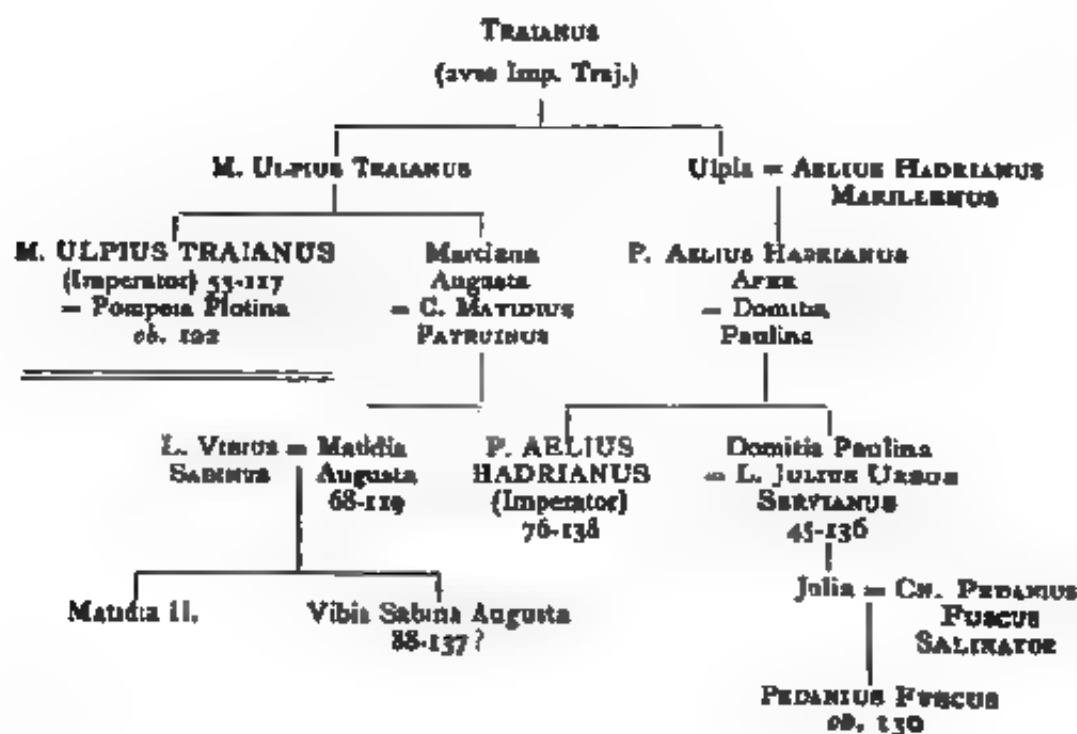 TRAIANUS
(avus Imp. Traj.)
M. ULPIUS TRAIANUS
Ulpia = AELIUS HADRIANUS
MARILLENUS
M. ULPIUS TRAIANUS
(Imperator) 53-117
= Pompeia Plotina
ob. 122
Marciana
Augusta
= C. MATIDIUS
PATRUINUS
P. AELIUS HADRIANUS
AFER
= Domitia
Paulina
L. VIBIUS = Matidia
SABINUS Augusta
68-119
P. AELIUS
HADRIANUS
(Imperator)
76-138
Domitia Paulina
= L. JULIUS URSUS
SERVIANUS
45-136
Matidia II.
Vibia Sabina Augusta
88-137?
Julia = CN. PEDANIUS
FUSCUS
SALINATOR
PEDANIUS FUSCUS
ob.